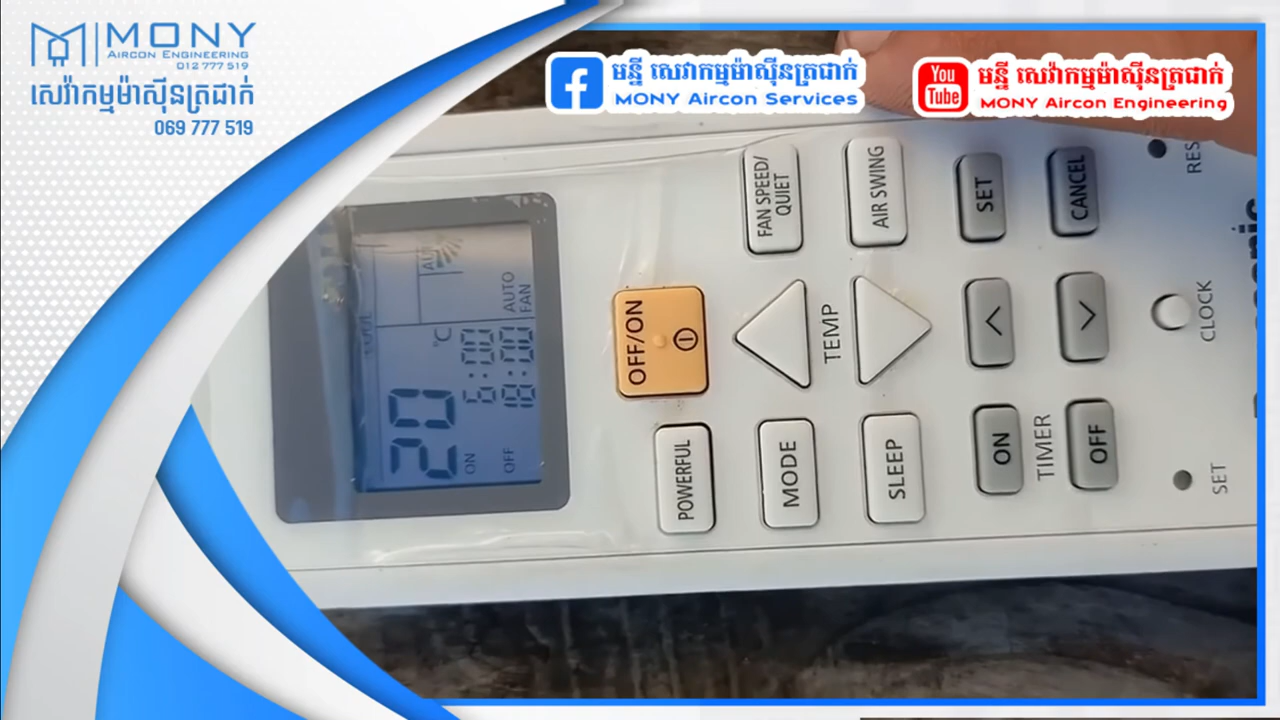 MONY
AIRCON ENGINEERING
012 777 519
សេវ៉ាកម្មម៉ាស៊ីនត្រជាក់
069 777 519
មន្នី សេវាកម្មម៉ាស៊ីនត្រជាក់
MONY Aircon Services
You
Tube
មន្នី សេវ៉ាកម្មម៉ាស៊ីនត្រជាក់
MONY Aircon Engineering
COOL
AUTO
20 °C
ON 6:00
OFF 8:00
AUTO
FAN
OFF/ON
POWERFUL
FAN SPEED/
QUIET
TEMP
MODE
AIR SWING
SLEEP
SET
CANCEL
ON
TIMER
OFF
CLOCK
SET